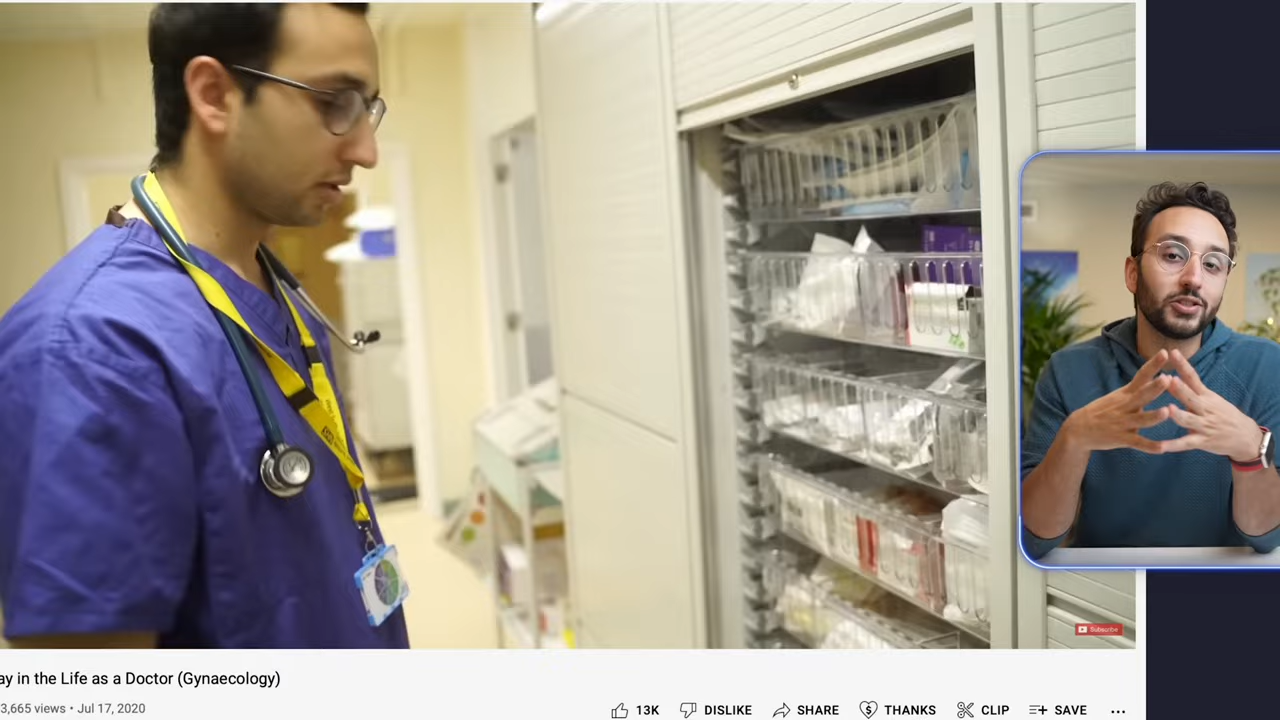 Subscribe
ay in the Life as a Doctor (Gynaecology)
3,665 views • Jul 17, 2020
13K DISLIKE SHARE THANKS CLIP SAVE